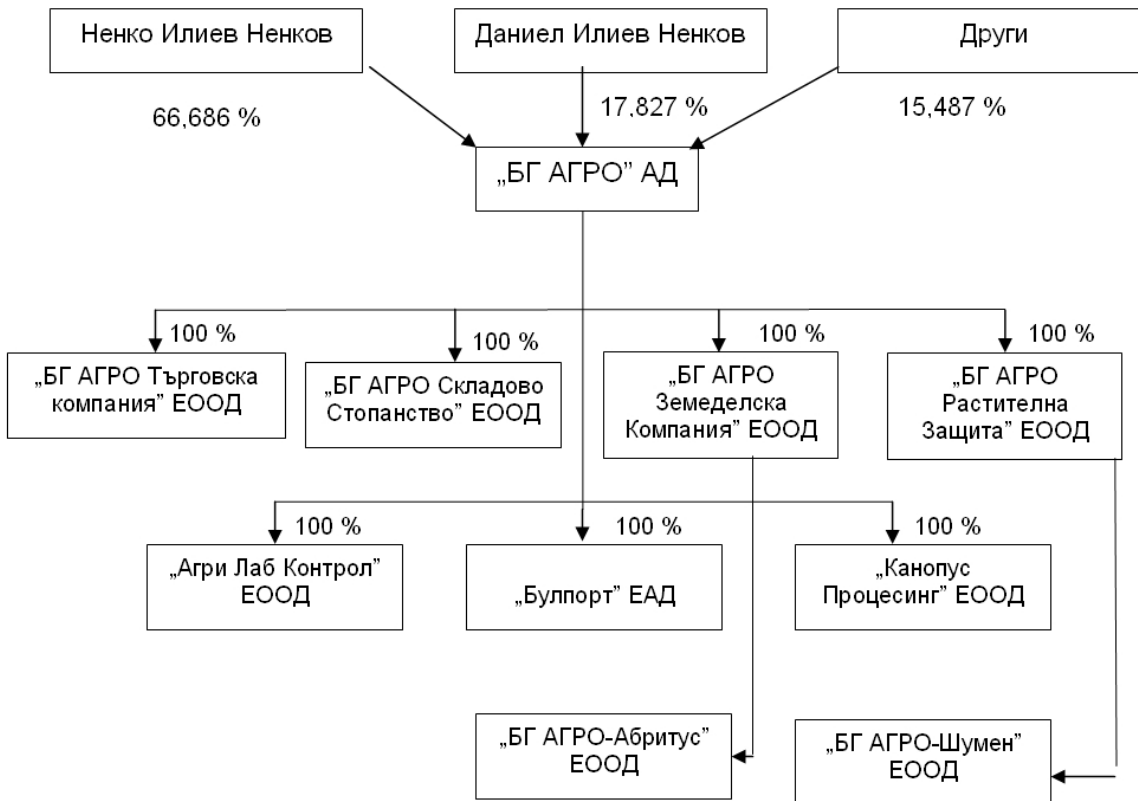 Ненко Илиев Ненков
Даниел Илиев Ненков
Други
66,686 %
17,827 %
15,487 %
„БГ АГРО” АД
100 %
100 %
100 %
100 %
„БГ АГРО Търговска
компания” ЕООД
„БГ АГРО Складово
Стопанство” ЕООД
„БГ АГРО
Земеделска
Компания” ЕООД
„БГ АГРО
Растителна
Защита” ЕООД
100 %
100 %
100 %
„Агри Лаб Контрол”
ЕООД
„Булпорт” ЕАД
„Канопус
Процесинг” ЕООД
„БГ АГРО-Абритус”
ЕООД
„БГ АГРО-Шумен”
ЕООД